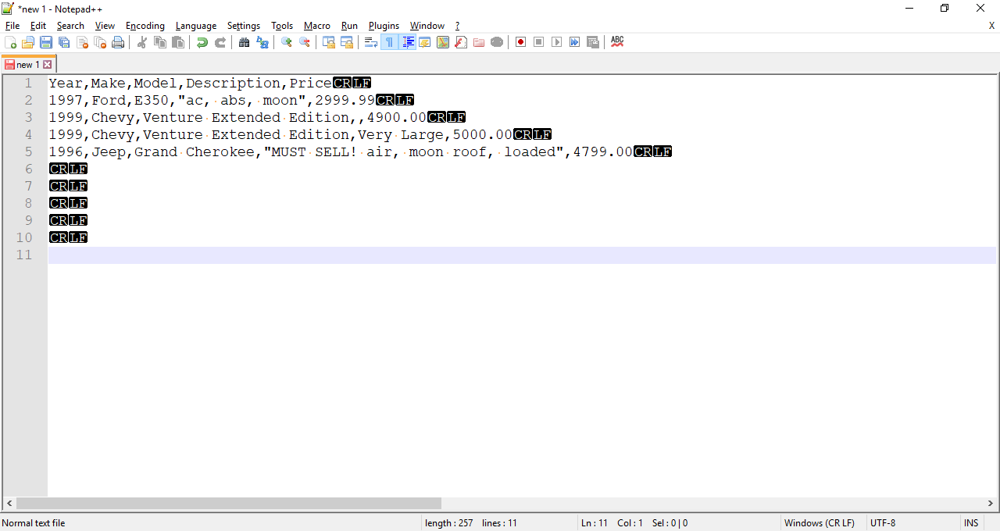 *new 1 - Notepad++
File Edit Search View Encoding Language Settings Tools Macro Run Plugins Window ? X
ABC
new 1
1 Year,Make,Model,Description,PriceCRLF
2 1997,Ford,E350,"ac, abs, moon",2999.99CRLF
3 1999,Chevy,Venture Extended Edition,,4900.00CRLF
4 1999,Chevy,Venture Extended Edition,Very Large,5000.00CRLF
5 1996,Jeep,Grand Cherokee,"MUST SELL! air, moon roof, loaded",4799.00CRLF
6 CRLF
7 CRLF
8 CRLF
9 CRLF
10 CRLF
11
Normal text file length : 257 lines : 11 Ln : 11 Col : 1 Sel : 0 | 0 Windows (CR LF) UTF-8 INS